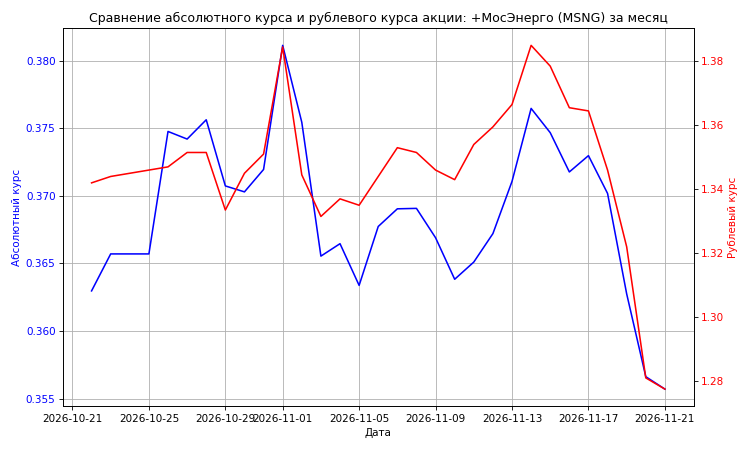 Сравнение абсолютного курса и рублевого курса акции: +МосЭнерго (MSNG) за месяц
0.380
0.375
0.370
0.365
0.360
0.355
Абсолютный курс
1.38
1.36
1.34
1.32
1.30
1.28
Рублевый курс
2026-10-21 2026-10-25 2026-10-29 2026-11-01 2026-11-05 2026-11-09 2026-11-13 2026-11-17 2026-11-21
Дата